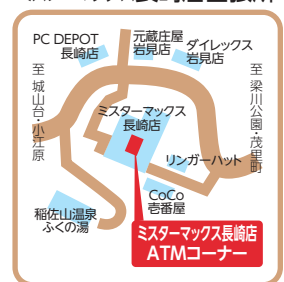 PC DEPOT
長崎店
元蔵庄屋
岩見店
ダイレックス
岩見店
至 城山台・小江原
至 梁川公園・茂里町
ミスターマックス
長崎店
リンガーハット
CoCo
壱番屋
稲佐山温泉
ふくの湯
ミスターマックス長崎店
ATMコーナー